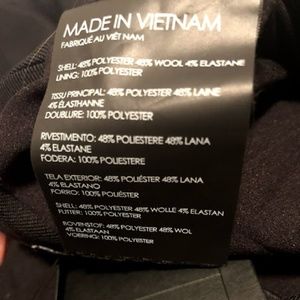 MADE IN VIETNAM
FABRIQUÉ AU VIÊT NAM
SHELL: 48% POLYESTER 48% WOOL 4% ELASTANE
LINING: 100% POLYESTER
TISSU PRINCIPAL: 48% POLYESTER 48% LAINE
4% ÉLASTHANNE
DOUBLURE: 100% POLYESTER
RIVESTIMENTO: 48% POLIESTERE 48% LANA
4% ELASTANE
FODERA: 100% POLIESTERE
TELA EXTERIOR: 48% POLIÉSTER 48% LANA
4% ELASTANO
FORRO: 100% POLIÉSTER
SHELL: 48% POLYESTER 48% WOLLE 4% ELASTAN
FUTTER: 100% POLYESTER
BOVENSTOF: 48% POLYESTER 48% WOL
4% ELASTAAN
VOERING: 100% POLYESTER